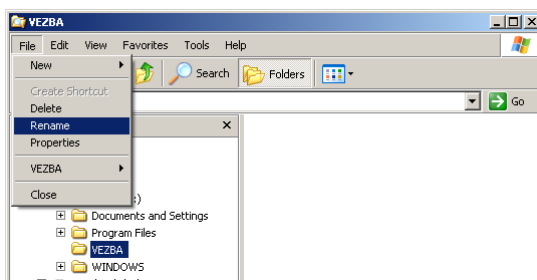 VEZBA
File Edit View Favorites Tools Help
New
Search Folders
Create Shortcut
Delete
Go
Rename
Properties
VEZBA
Close
:)
Documents and Settings
Program Files
VEZBA
WINDOWS